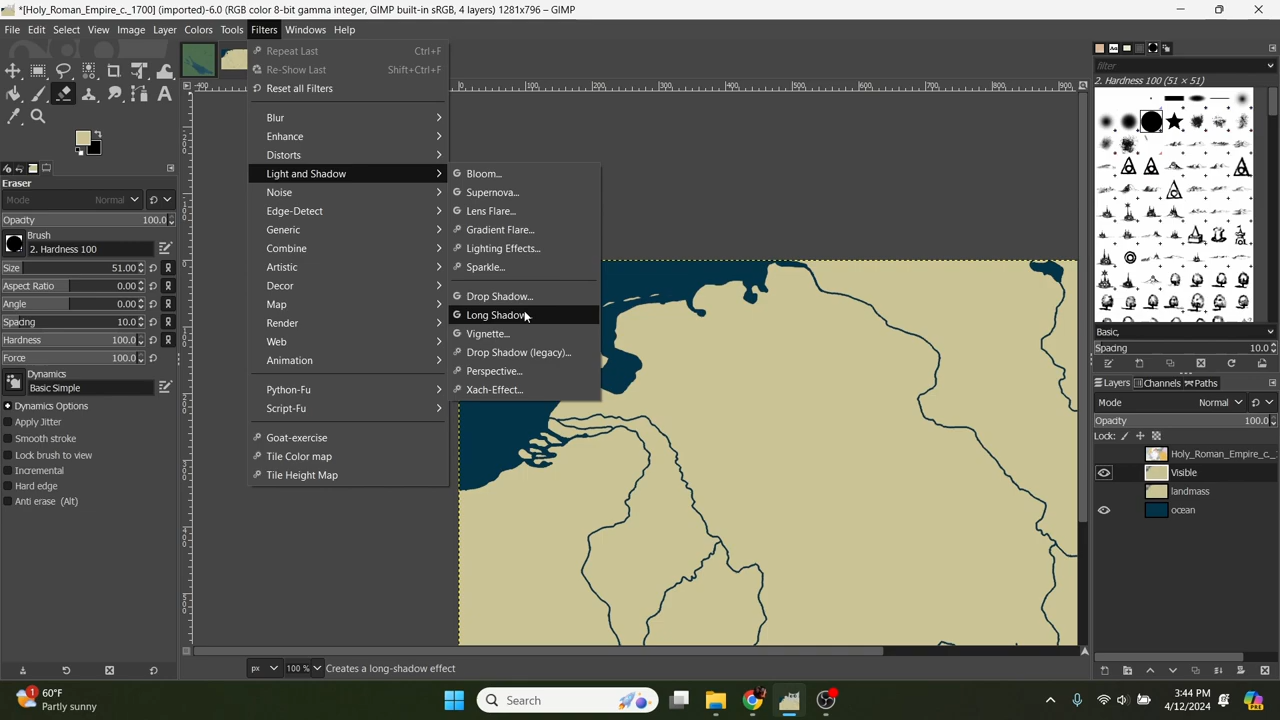 *[Holy_Roman_Empire_c._1700] (imported)-6.0 (RGB color 8-bit gamma integer, GIMP built-in sRGB, 4 layers) 1281x796 – GIMP
File Edit Select View Image Layer Colors Tools Filters Windows Help
Repeat Last Ctrl+F
Re-Show Last Shift+Ctrl+F
Reset all Filters
Blur
Enhance
Distorts
Light and Shadow
Noise
Edge-Detect
Generic
Combine
Artistic
Decor
Map
Render
Web
Animation
Python-Fu
Script-Fu
Goat-exercise
Tile Color map
Tile Height Map
Bloom...
Supernova...
Lens Flare...
Gradient Flare...
Lighting Effects...
Sparkle...
Drop Shadow...
Long Shadow
Vignette...
Drop Shadow (legacy)...
Perspective...
Xach-Effect...
Eraser
Mode Normal
Opacity 100.0
Brush
2. Hardness 100
Size 51.00
Aspect Ratio 0.00
Angle 0.00
Spacing 10.0
Hardness 100.0
Force 100.0
Dynamics
Basic Simple
Dynamics Options
Apply Jitter
Smooth stroke
Lock brush to view
Incremental
Hard edge
Anti erase (Alt)
px 100 % Creates a long-shadow effect
filter
2. Hardness 100 (51 × 51)
Basic,
Spacing 10.0
Layers Channels Paths
Mode Normal
Opacity 100.0
Lock:
Holy_Roman_Empire_c._
Visible
landmass
ocean
1
60°F
Partly sunny
Search
3:44 PM
4/12/2024